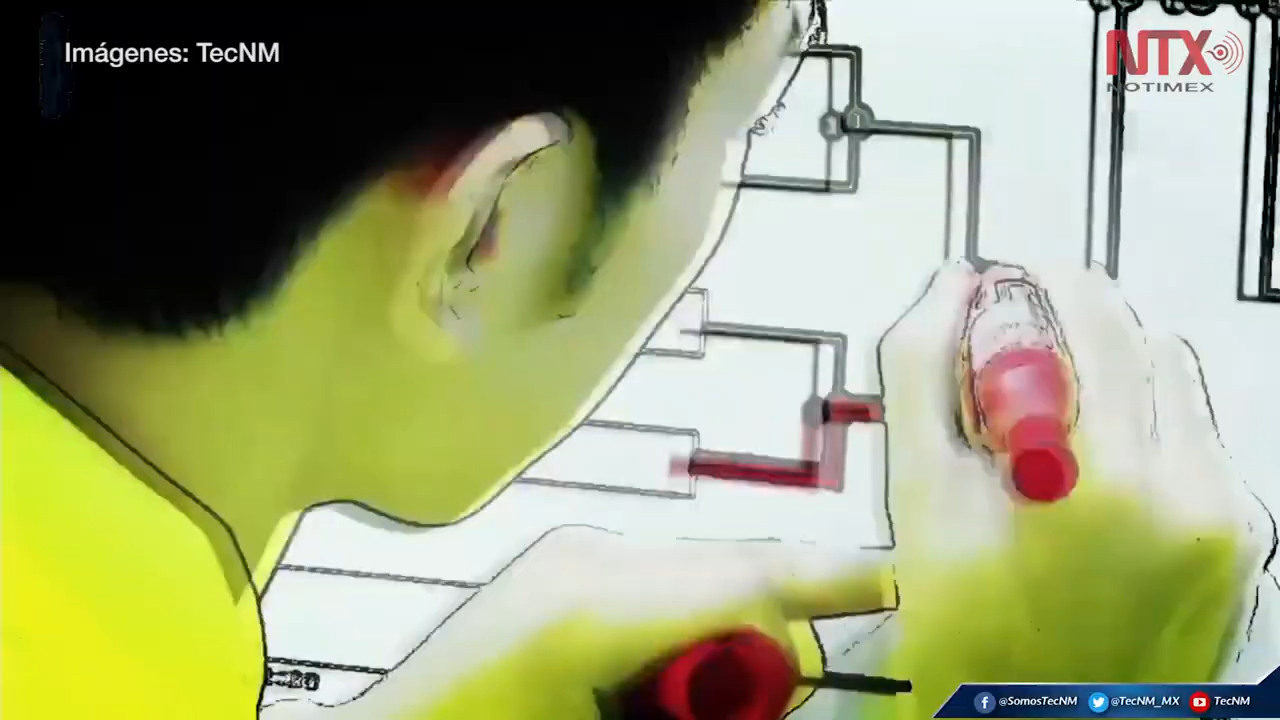 Imágenes: TecNM
NTX
NOTIMEX
@SomosTecNM
@TecNM_MX
TecNM